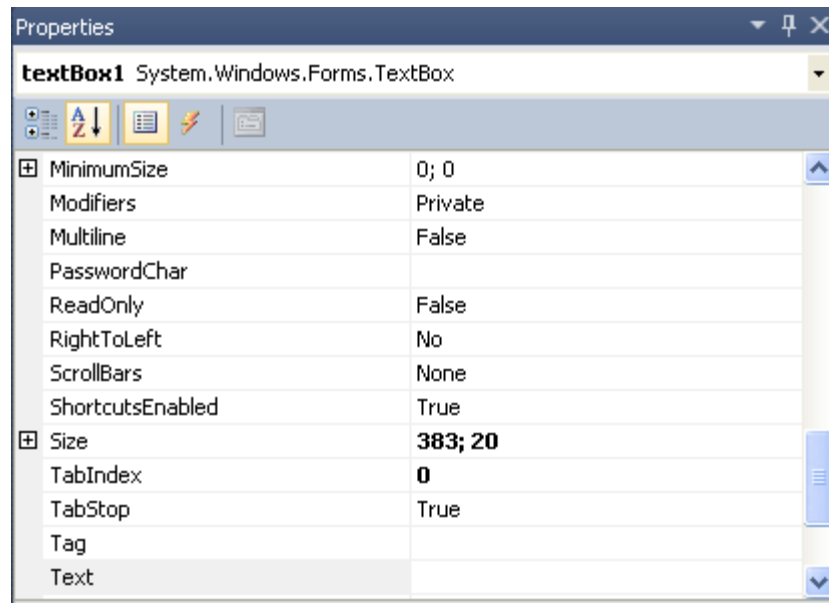 Properties
textBox1 System.Windows.Forms.TextBox
MinimumSize 0; 0
Modifiers Private
Multiline False
PasswordChar
ReadOnly False
RightToLeft No
ScrollBars None
ShortcutsEnabled True
Size 383; 20
TabIndex 0
TabStop True
Tag
Text